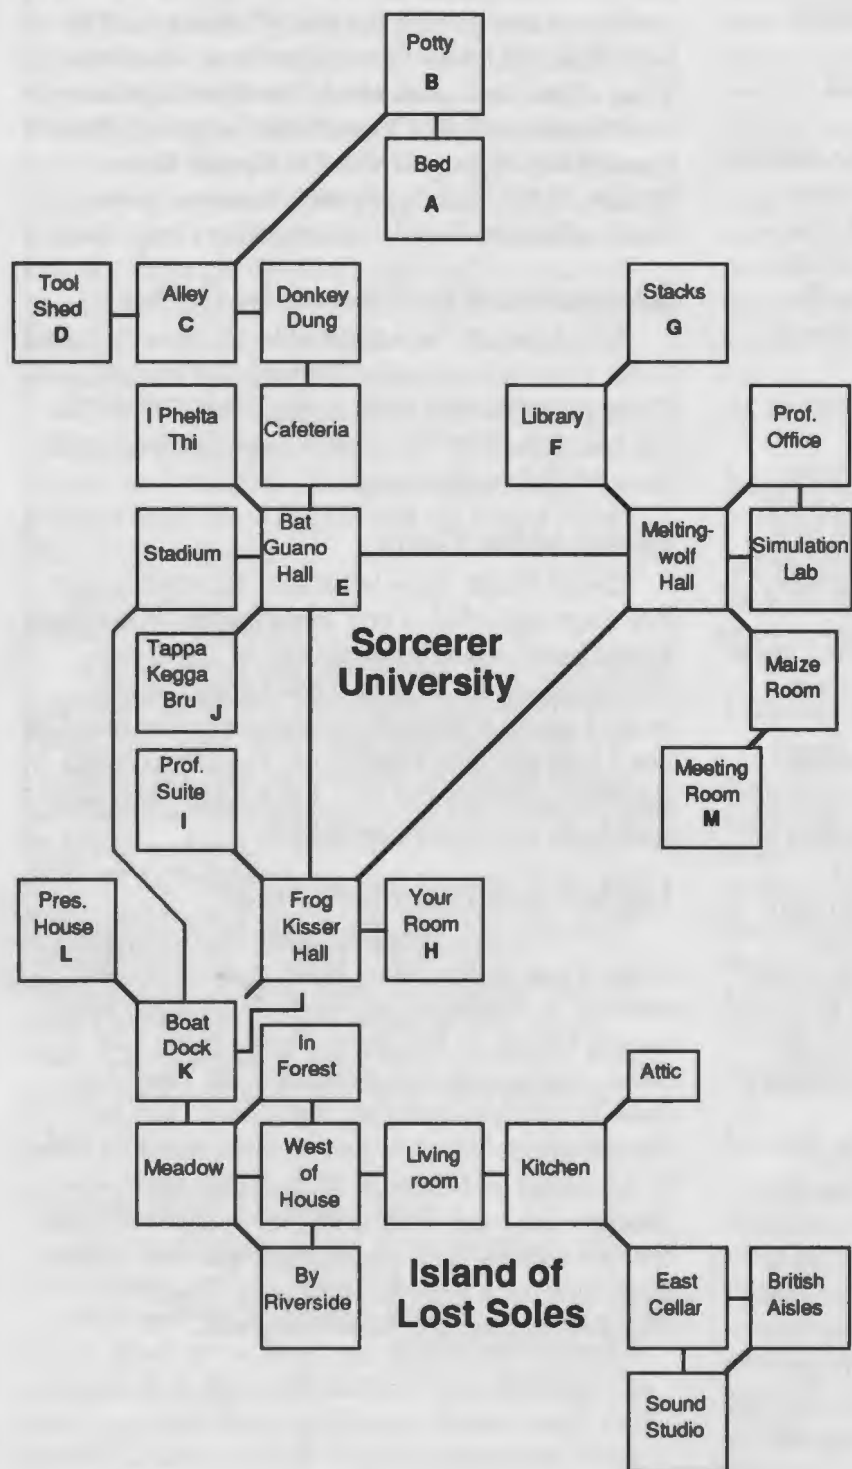 Potty
B
Bed
A
Tool
Shed
D
Alley
C
Donkey
Dung
Stacks
G
I Phelta
Thi
Cafeteria
Library
F
Prof.
Office
Stadium
Bat
Guano
Hall
E
Melting-
wolf
Hall
Simulation
Lab
Tappa
Kegga
Bru
J
Sorcerer
University
Maize
Room
Prof.
Suite
I
Meeting
Room
M
Pres.
House
L
Frog
Kisser
Hall
Your
Room
H
Boat
Dock
K
In
Forest
Attic
Meadow
West
of
House
Living
room
Kitchen
By
Riverside
Island of
Lost Soles
East
Cellar
British
Aisles
Sound
Studio